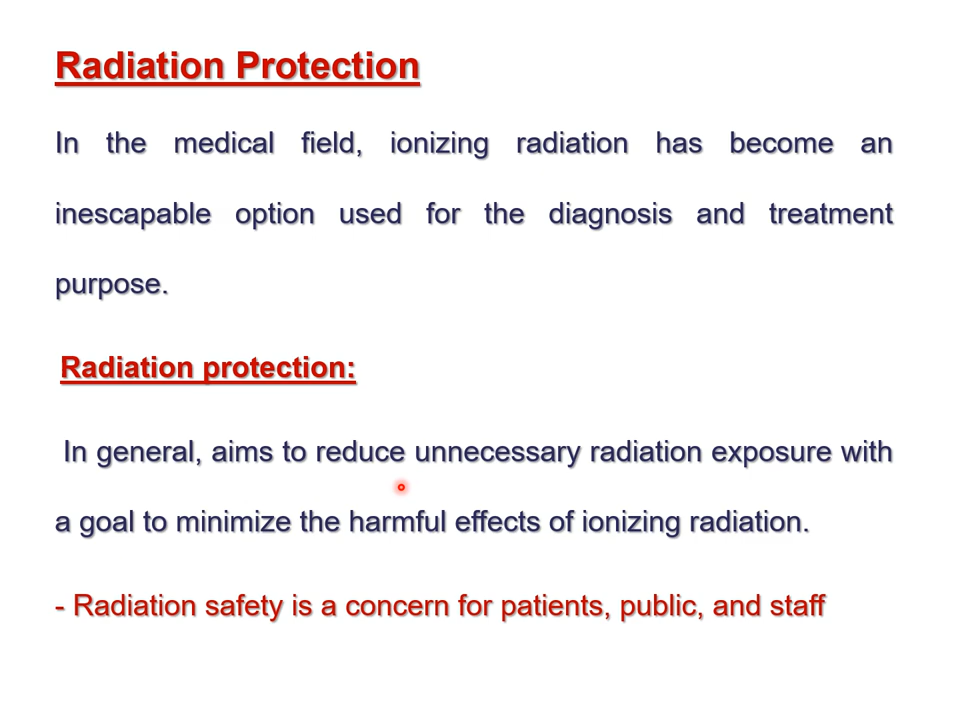 Radiation Protection
In the medical field, ionizing radiation has become an
inescapable option used for the diagnosis and treatment
purpose.
Radiation protection:
In general, aims to reduce unnecessary radiation exposure with
a goal to minimize the harmful effects of ionizing radiation.
- Radiation safety is a concern for patients, public, and staff